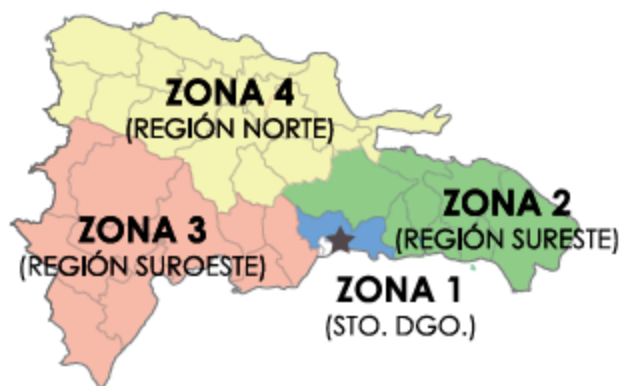 ZONA 4
(REGIÓN NORTE)
ZONA 2
(REGIÓN SURESTE)
ZONA 3
(REGIÓN SUROESTE)
ZONA 1
(STO. DGO.)